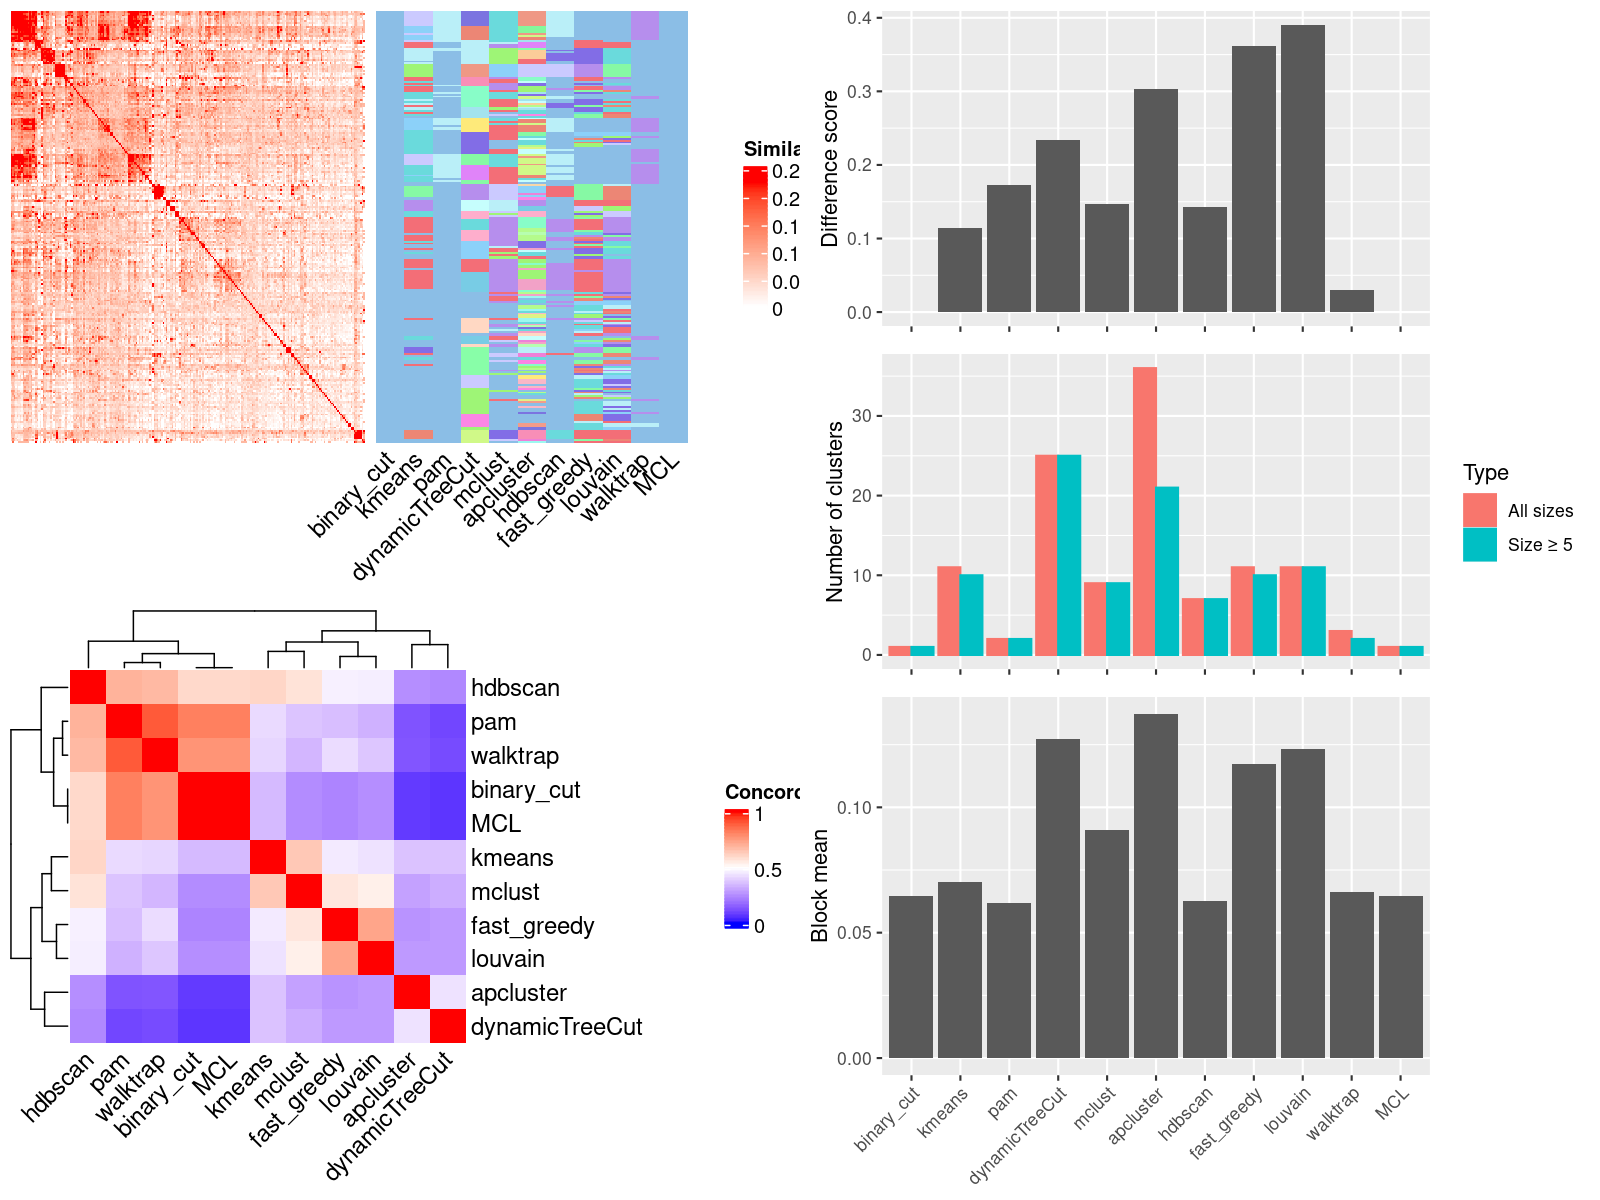 Simila
0.2
0.2
0.1
0.1
0.0
0
binary_cut
kmeans
pam
dynamicTreeCut
mclust
apcluster
hdbscan
fast_greedy
louvain
walktrap
MCL
hdbscan
pam
walktrap
binary_cut
MCL
kmeans
mclust
fast_greedy
louvain
apcluster
dynamicTreeCut
hdbscan
pam
walktrap
binary_cut
MCL
kmeans
mclust
fast_greedy
louvain
apcluster
dynamicTreeCut
Concord
1
0.5
0
Difference score
0.4
0.3
0.2
0.1
0.0
Number of clusters
30
20
10
0
Type
All sizes
Size ≥ 5
Block mean
0.10
0.05
0.00
binary_cut
kmeans
pam
dynamicTreeCut
mclust
apcluster
hdbscan
fast_greedy
louvain
walktrap
MCL